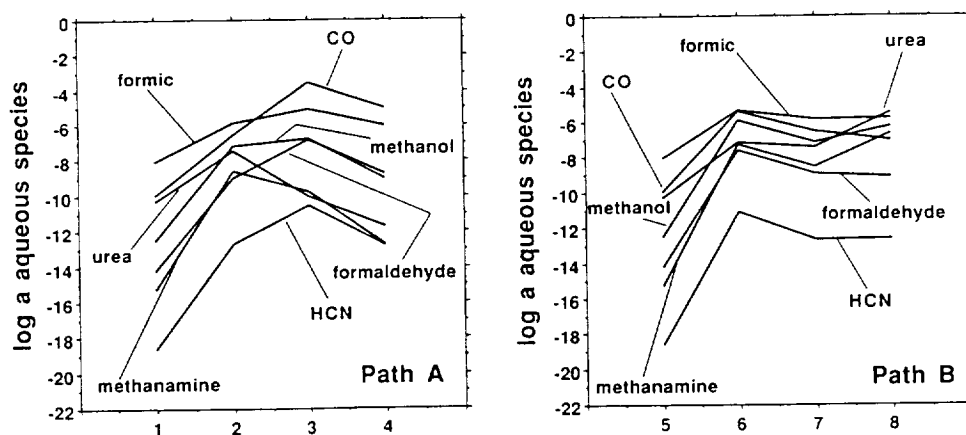 log a aqueous species
0
-2
-4
-6
-8
-10
-12
-14
-16
-18
-20
-22
CO
formic
methanol
urea
formaldehyde
HCN
methanamine
Path A
1 2 3 4
log a aqueous species
0
-2
-4
-6
-8
-10
-12
-14
-16
-18
-20
-22
urea
formic
CO
methanol
formaldehyde
HCN
methanamine
Path B
5 6 7 8